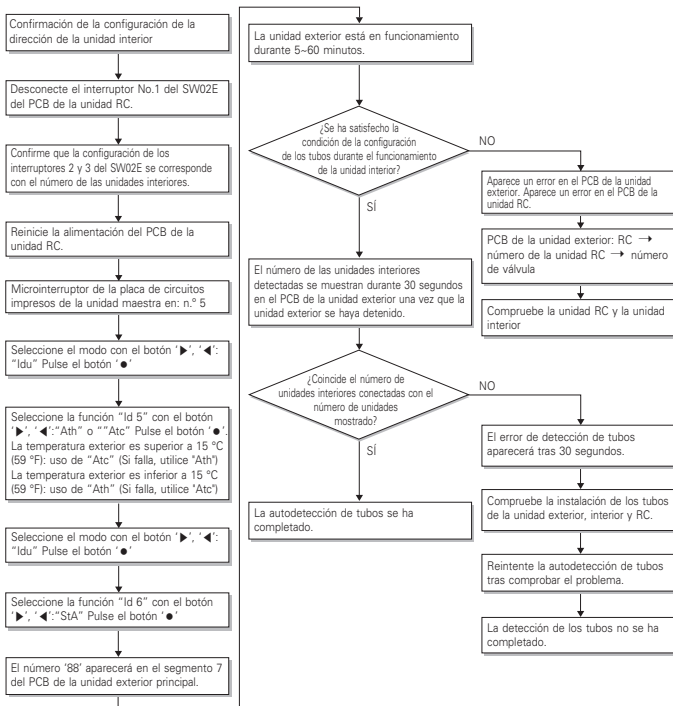 Confirmación de la configuración de la
dirección de la unidad interior
Desconecte el interruptor No.1 del SW02E
del PCB de la unidad RC.
Confirme que la configuración de los
interruptores 2 y 3 del SW02E se corresponde
con el número de las unidades interiores.
Reinicie la alimentación del PCB de la
unidad RC.
Microinterruptor de la placa de circuitos
impresos de la unidad maestra en: n.º 5
Seleccione el modo con el botón ‘▶’, ‘◀’:
“Idu” Pulse el botón ‘●’
Seleccione la función “Id 5” con el botón
‘▶’, ‘◀’:“Ath” o ““Atc” Pulse el botón ‘●’.
La temperatura exterior es superior a 15 °C
(59 °F): uso de “Atc” (Si falla, utilice "Ath")
La temperatura exterior es inferior a 15 °C
(59 °F): uso de “Ath” (Si falla, utilice "Atc")
Seleccione el modo con el botón ‘▶’, ‘◀’:
“Idu” Pulse el botón ‘●’
Seleccione la función “Id 6” con el botón
‘▶’, ‘◀’:“StA” Pulse el botón ‘●’
El número ‘88’ aparecerá en el segmento 7
del PCB de la unidad exterior principal.
La unidad exterior está en funcionamiento
durante 5~60 minutos.
¿Se ha satisfecho la
condición de la configuración
de los tubos durante el funcionamiento
de la unidad interior?
NO
SÍ
Aparece un error en el PCB de la unidad
exterior. Aparece un error en el PCB de la
unidad RC.
PCB de la unidad exterior: RC →
número de la unidad RC → número
de válvula
Compruebe la unidad RC y la unidad
interior
El número de las unidades interiores
detectadas se muestran durante 30 segundos
en el PCB de la unidad exterior una vez que la
unidad exterior se haya detenido.
¿Coincide el número de
unidades interiores conectadas con el
número de unidades
mostrado?
NO
SÍ
La autodetección de tubos se ha
completado.
El error de detección de tubos
aparecerá tras 30 segundos.
Compruebe la instalación de los tubos
de la unidad exterior, interior y RC.
Reintente la autodetección de tubos
tras comprobar el problema.
La detección de los tubos no se ha
completado.